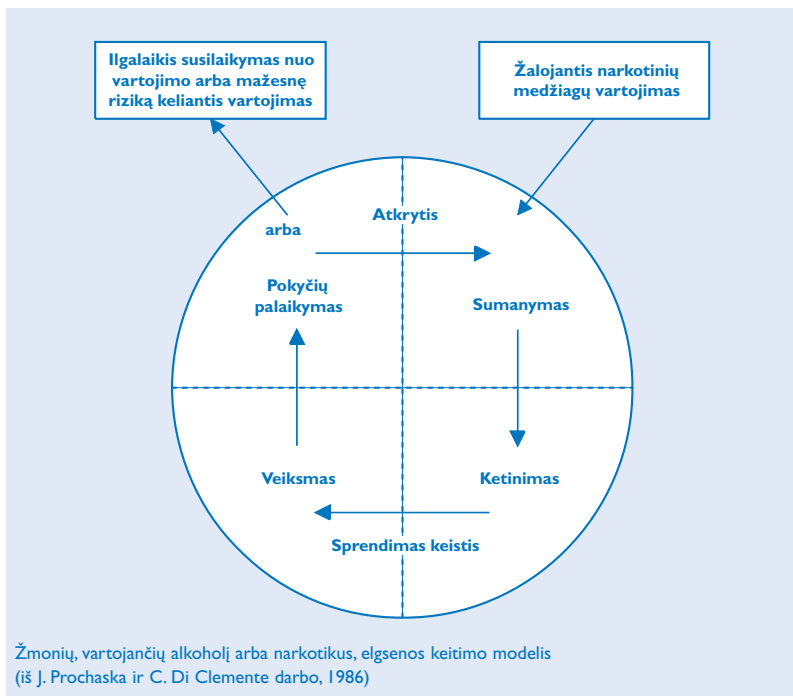 Ilgalaikis susilaikymas nuo
vartojimo arba mažesnę
riziką keliantis vartojimas
Žalojantis narkotinių
medžiagų vartojimas
Atkrytis
arba
Pokyčių
palaikymas
Sumanymas
Veiksmas
Ketinimas
Sprendimas keistis
Žmonių, vartojančių alkoholį arba narkotikus, elgsenos keitimo modelis
(iš J. Prochaska ir C. Di Clemente darbo, 1986)